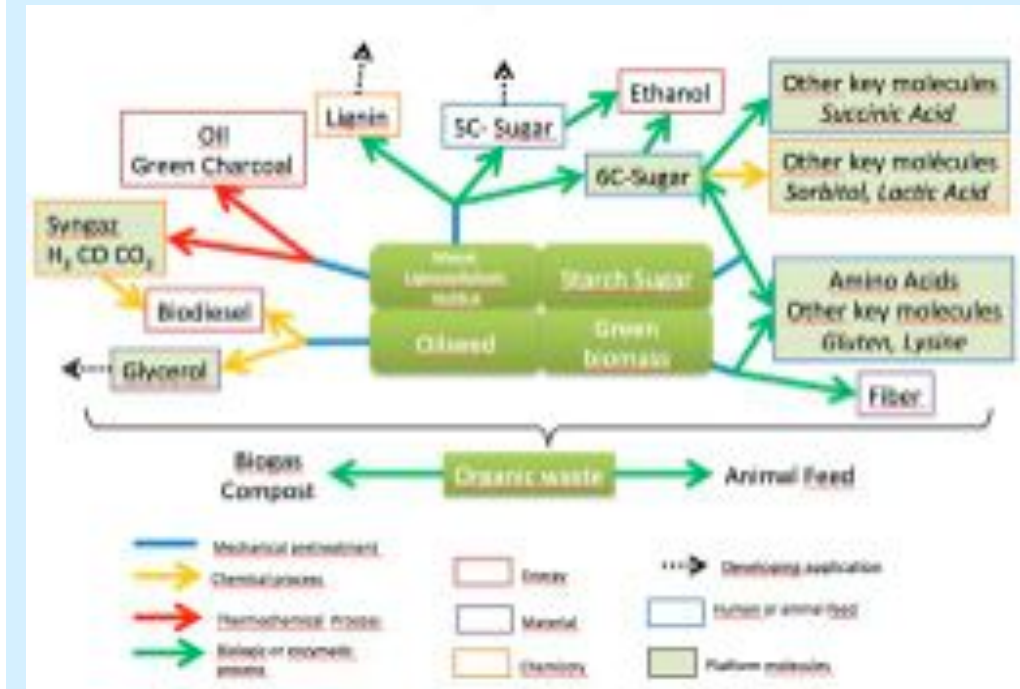 Lignin
5C- Sugar
Ethanol
Other key molecules
Succinic Acid
Oil
Green Charcoal
6C-Sugar
Other key molécules
Sorbitol, Lactic Acid
Syngaz
H2 CO CO2
Starch Sugar
Amino Acids
Other key molecules
Gluten, Lysine
Biodiesel
Oilseed
Green
biomass
Glycerol
Fiber
Biogas
Compost
Organic waste
Animal Feed
Mechanical pretreatment
Chemical process
Thermochemical Process
Biologic or enzymatic
process
Energy
Material
Chemistry
Developing application
Human or animal feed
Platform molecules